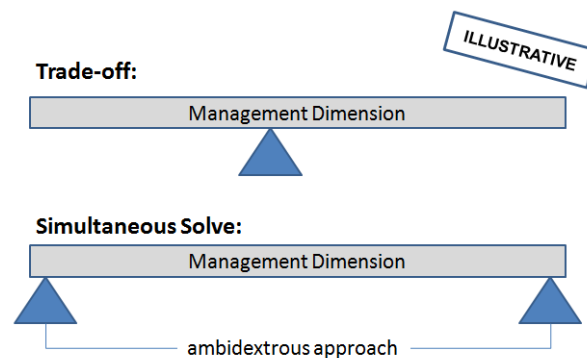 ILLUSTRATIVE
Trade-off:
Management Dimension
Simultaneous Solve:
Management Dimension
ambidextrous approach